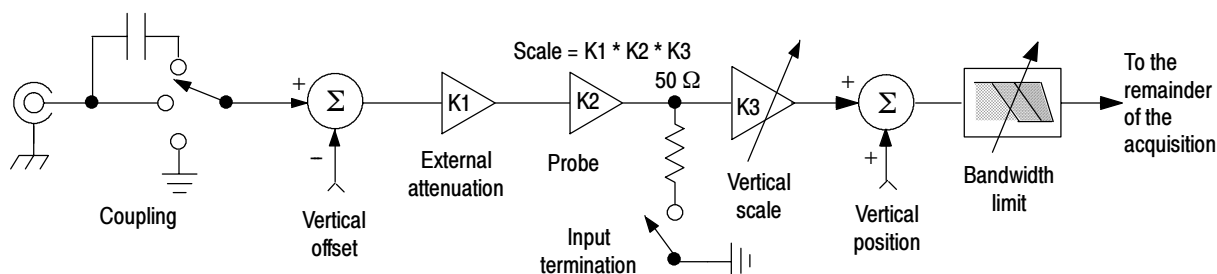 Scale = K1 * K2 * K3
50 Ω
To the
remainder
of the
acquisition
+
Σ
−
K1
K2
K3
+
Σ
+
Coupling
Vertical
offset
External
attenuation
Probe
Input
termination
Vertical
scale
Vertical
position
Bandwidth
limit